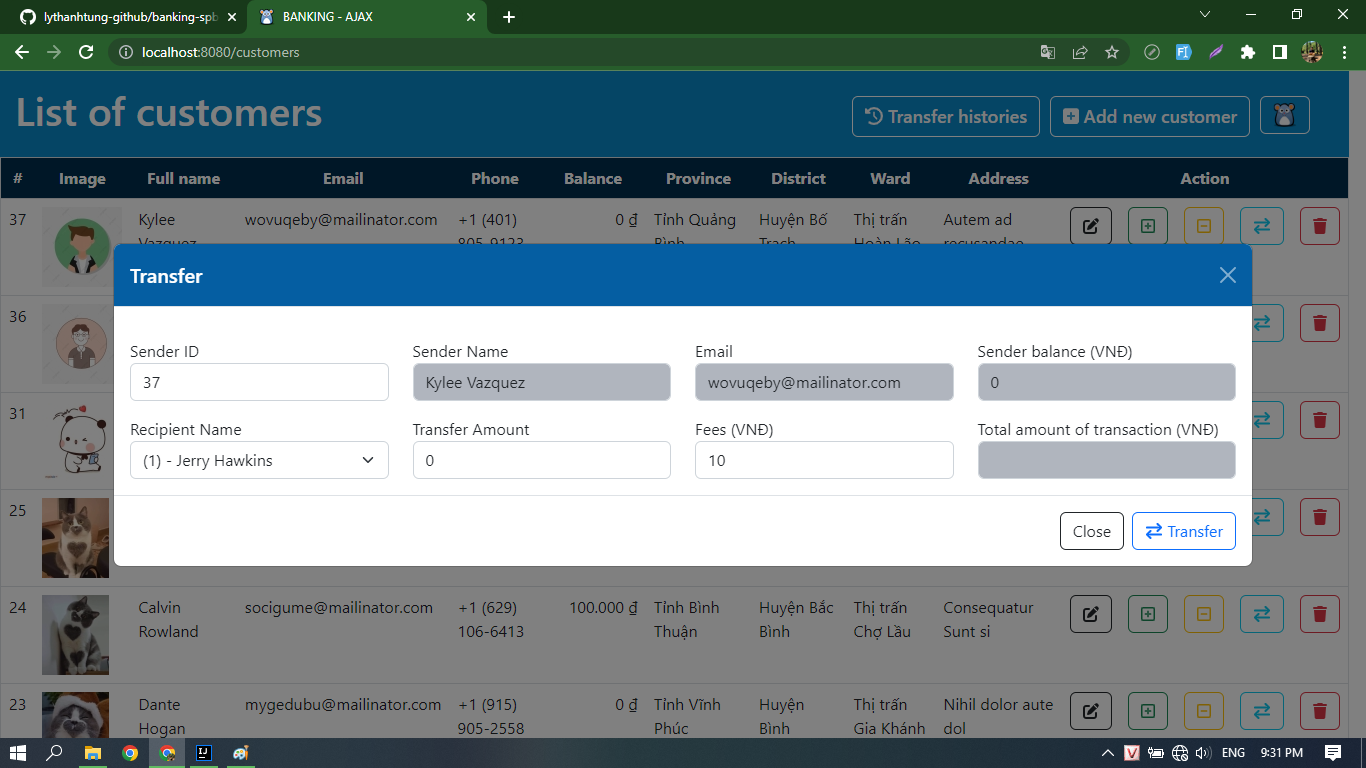 lythanhtung-github/banking-spb
BANKING - AJAX
localhost:8080/customers
List of customers
Transfer histories
Add new customer
# Image Full name Email Phone Balance Province District Ward Address Action
37 Kylee wovuqeby@mailinator.com +1 (401) 0 ₫ Tỉnh Quảng Huyện Bố Thị trấn Autem ad
Vazquez 805-9123 Bình Trạch Hoàn Lão recusandae
Transfer
Sender ID Sender Name Email Sender balance (VNĐ)
37 Kylee Vazquez wovuqeby@mailinator.com 0
Recipient Name Transfer Amount Fees (VNĐ) Total amount of transaction (VNĐ)
(1) - Jerry Hawkins 0 10
Close Transfer
36
31
25
24 Calvin socigume@mailinator.com +1 (629) 100.000 ₫ Tỉnh Bình Huyện Bắc Thị trấn Consequatur
Rowland 106-6413 Thuận Bình Chợ Lầu Sunt si
23 Dante mygedubu@mailinator.com +1 (915) 0 ₫ Tỉnh Vĩnh Huyện Thị trấn Nihil dolor aute
Hogan 905-2558 Phúc Bình Gia Khánh dol
ENG 9:31 PM